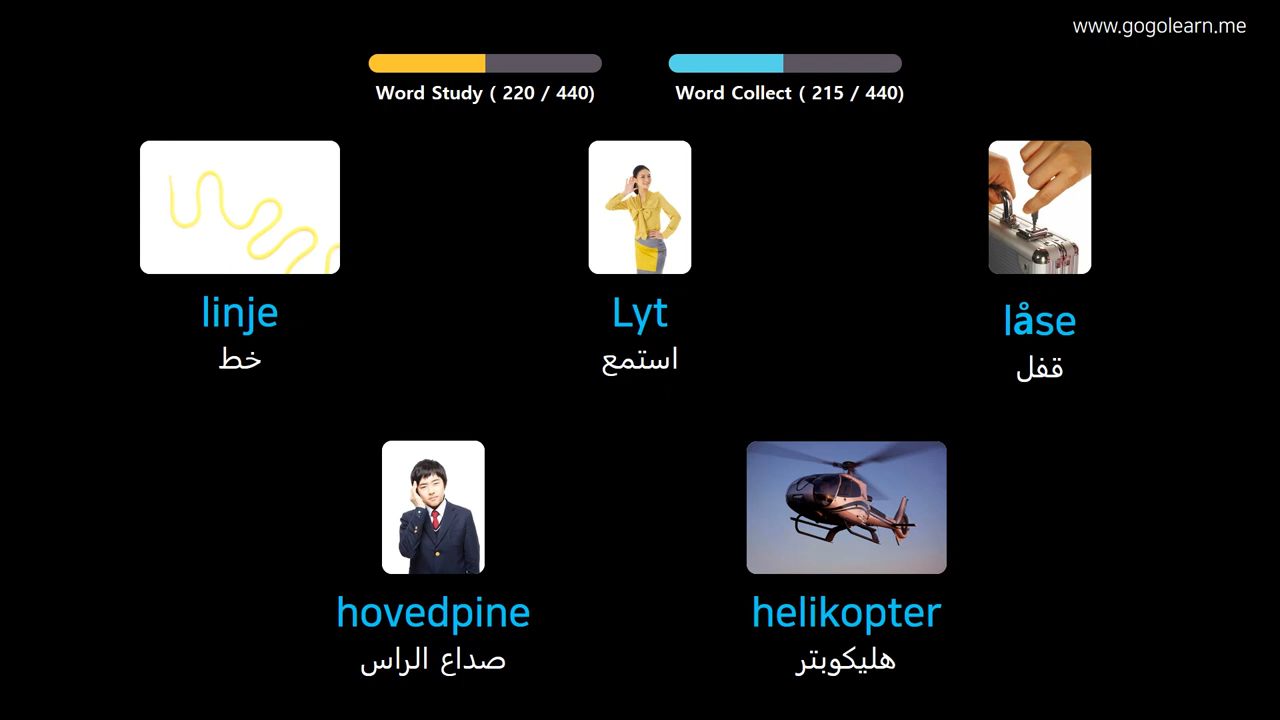 www.gogolearn.me
Word Study ( 220 / 440)
Word Collect ( 215 / 440)
linje
خط
Lyt
استمع
låse
قفل
hovedpine
صداع الراس
helikopter
هليكوبتر